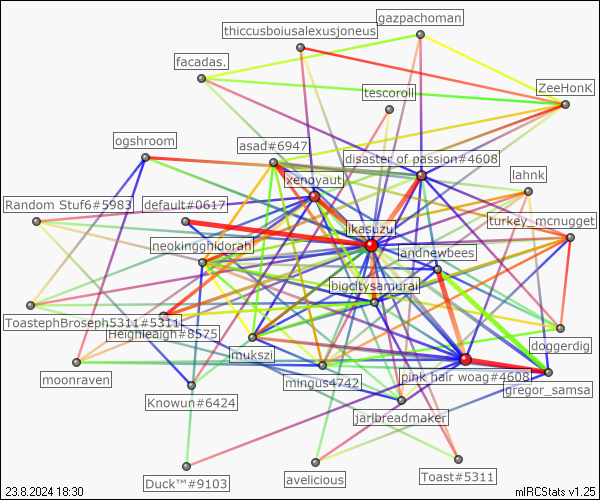 gazpachoman
thiccusboiusalexusjoneus
facadas.
tescoroll
ZeeHonK
ogshroom
asad#6947
disaster of passion#4608
xenoyaut
lahnk
Random Stuf6#5983
default#0617
turkey_mcnugget
ikasuzu
neokingghidorah
andnewbees
bigcitysamurai
ToastephBroseph5311#5311
Heighleaigh#8575
doggerdig
mukszi
moonraven
mingus4742
pink hair woag#4608
gregor_samsa
Knowun#6424
jarlbreadmaker
Duck™#9103
avelicious
Toast#5311
23.8.2024 18:30
mIRCStats v1.25